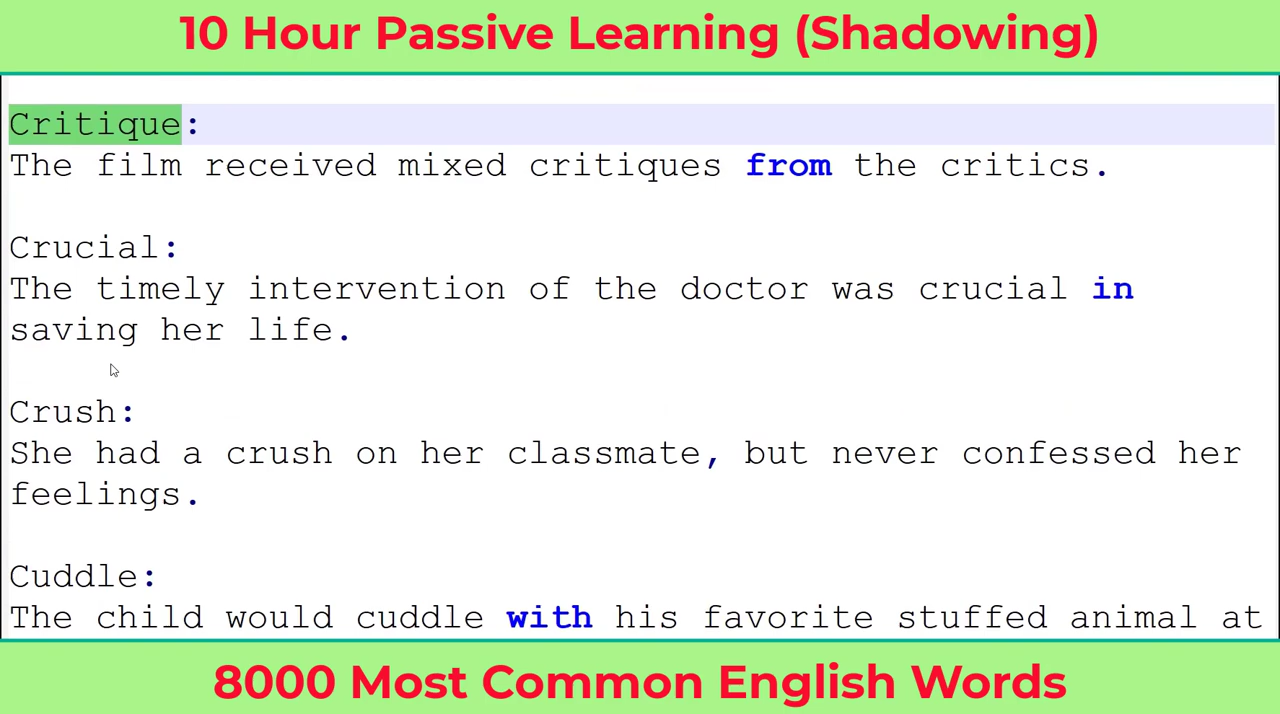 10 Hour Passive Learning (Shadowing)
Critique:
The film received mixed critiques from the critics.
Crucial:
The timely intervention of the doctor was crucial in
saving her life.
Crush:
She had a crush on her classmate, but never confessed her
feelings.
Cuddle:
The child would cuddle with his favorite stuffed animal at
8000 Most Common English Words